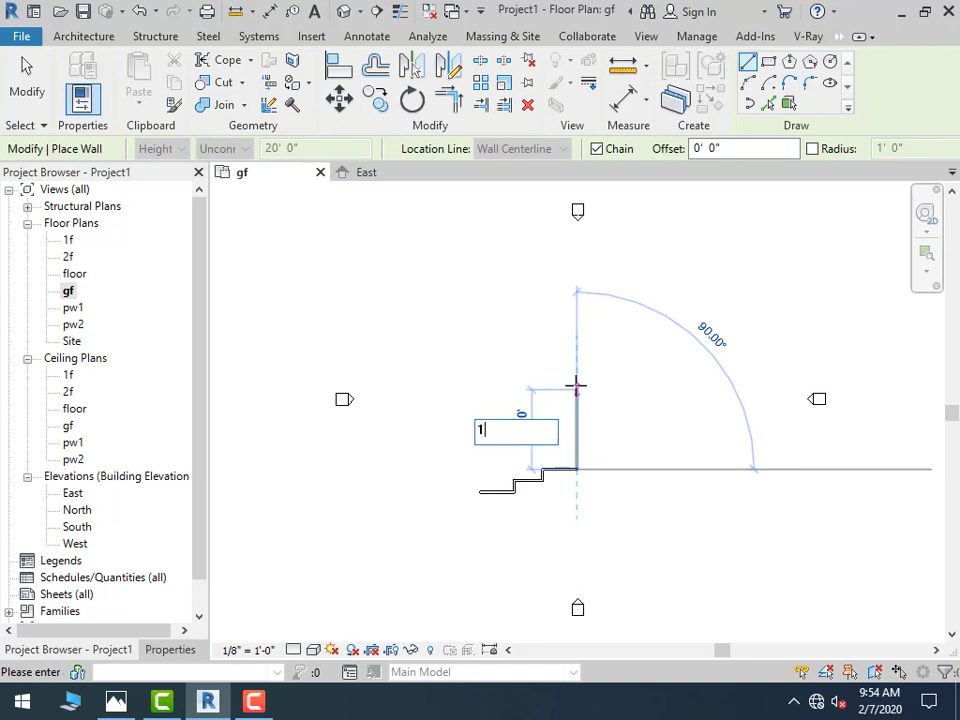 Project1 - Floor Plan: gf
Sign In
File Architecture Structure Steel Systems Insert Annotate Analyze Massing & Site Collaborate View Manage Add-Ins V-Ray
Modify
Paste
Cope
Cut
Join
Select Properties Clipboard Geometry Modify View Measure Create Draw
Modify | Place Wall Height Uncon 20' 0" Location Line: Wall Centerline Chain Offset: 0' 0" Radius: 1' 0"
Project Browser - Project1
gf East
Views (all)
Structural Plans
Floor Plans
1f
2f
floor
gf
pw1
pw2
Site
Ceiling Plans
1f
2f
floor
gf
pw1
pw2
Elevations (Building Elevation
East
North
South
West
Legends
Schedules/Quantities (all)
Sheets (all)
Families
90.00°
0'
1
2D
Project Browser - Project1 Properties
1/8" = 1'-0"
Please enter :0 Main Model
9:54 AM
2/7/2020